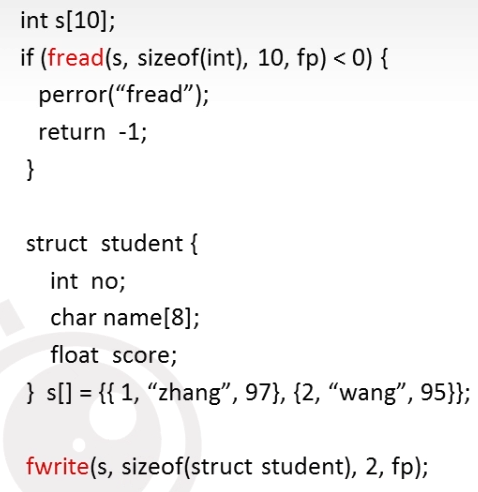 int s[10];
if (fread(s, sizeof(int), 10, fp) < 0) {
perror(“fread”);
return -1;
}
struct student {
int no;
char name[8];
float score;
} s[] = {{ 1, “zhang”, 97}, {2, “wang”, 95}};
fwrite(s, sizeof(struct student), 2, fp);